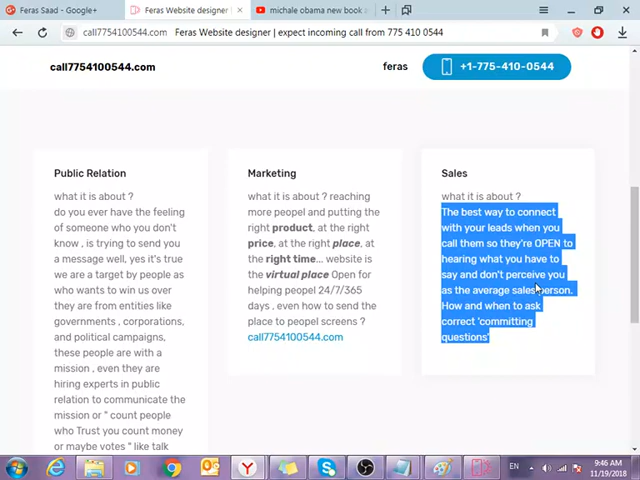 Feras Saad - Google+
Feras Website designer | expect incoming
michale obama new book a
call7754100544.com Feras Website designer | expect incoming call from 775 410 0544
call7754100544.com
feras
+1-775-410-0544
Public Relation
what it is about ?
do you ever have the feeling
of someone who you don't
know , is trying to send you
a message well, yes it's true
we are a target by people as
who wants to win us over
they are from entities like
governments , corporations,
and political campaigns,
these people are with a
mission , even they are
hiring experts in public
relation to communicate the
mission or " count people
who Trust you count money
or maybe votes " like talk
Marketing
what it is about ? reaching
more peopel and putting the
right product, at the right
price, at the right place, at
the right time... website is
the virtual place Open for
helping peopel 24/7/365
days , even how to send the
place to peopel screens ?
call7754100544.com
Sales
what it is about ?
The best way to connect
with your leads when you
call them so they're OPEN to
hearing what you have to
say and don't perceive you
as the average sales person.
How and when to ask
correct 'committing
questions'
EN
9:46 AM
11/19/2018